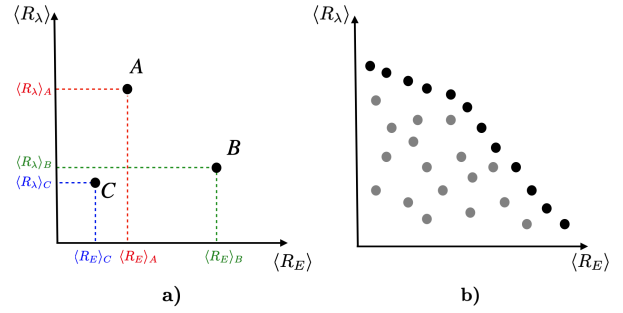 ⟨R_λ⟩
A
⟨R_λ⟩_A
B
⟨R_λ⟩_B
⟨R_λ⟩_C
C
⟨R_E⟩_C ⟨R_E⟩_A ⟨R_E⟩_B
⟨R_E⟩
a)
⟨R_λ⟩
⟨R_E⟩
b)